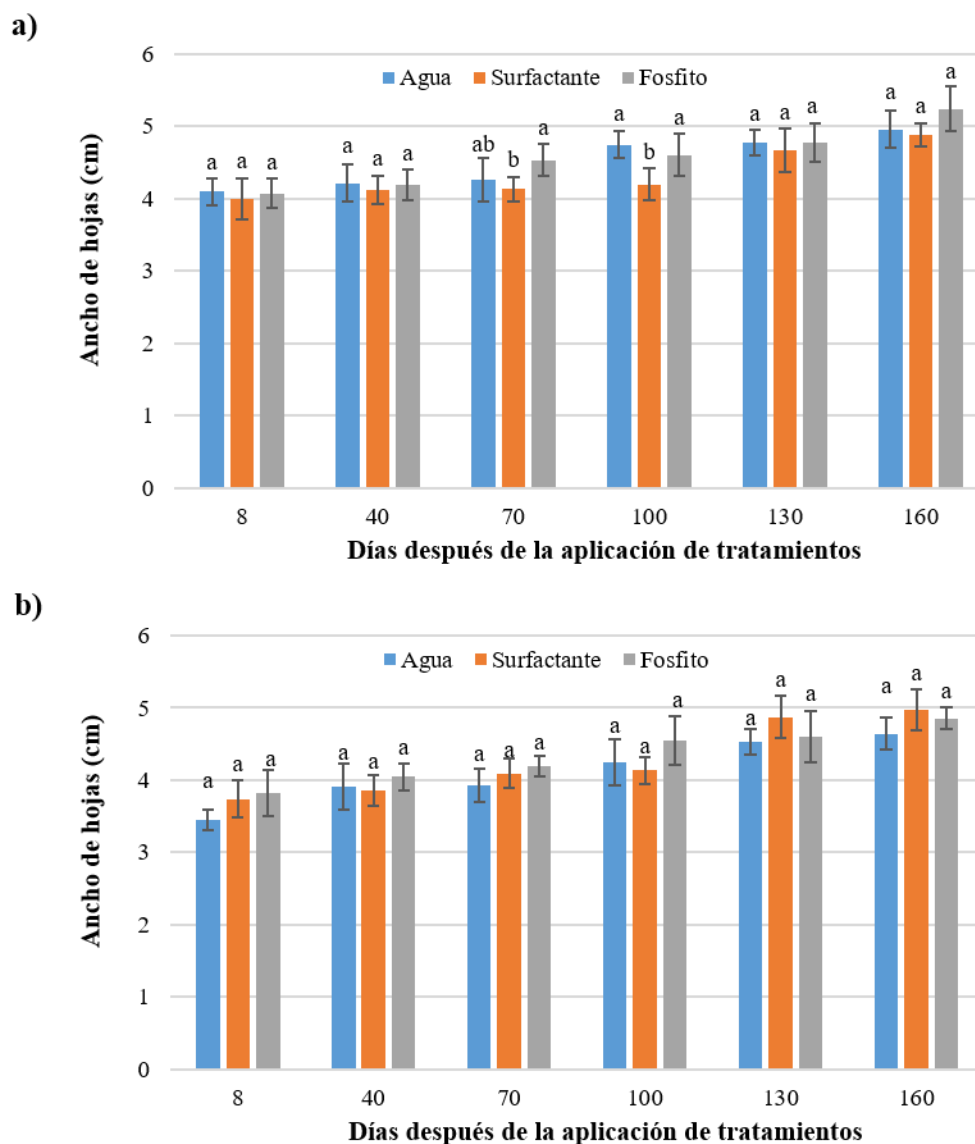 a)
6
5
4
3
2
1
0
Ancho de hojas (cm)
Agua Surfactante Fosfito
a a a a a a ab b a a b a a a a a a a
8 40 70 100 130 160
Días después de la aplicación de tratamientos
b)
6
5
4
3
2
1
0
Ancho de hojas (cm)
Agua Surfactante Fosfito
a a a a a a a a a a a a a a a a a a
8 40 70 100 130 160
Días después de la aplicación de tratamientos